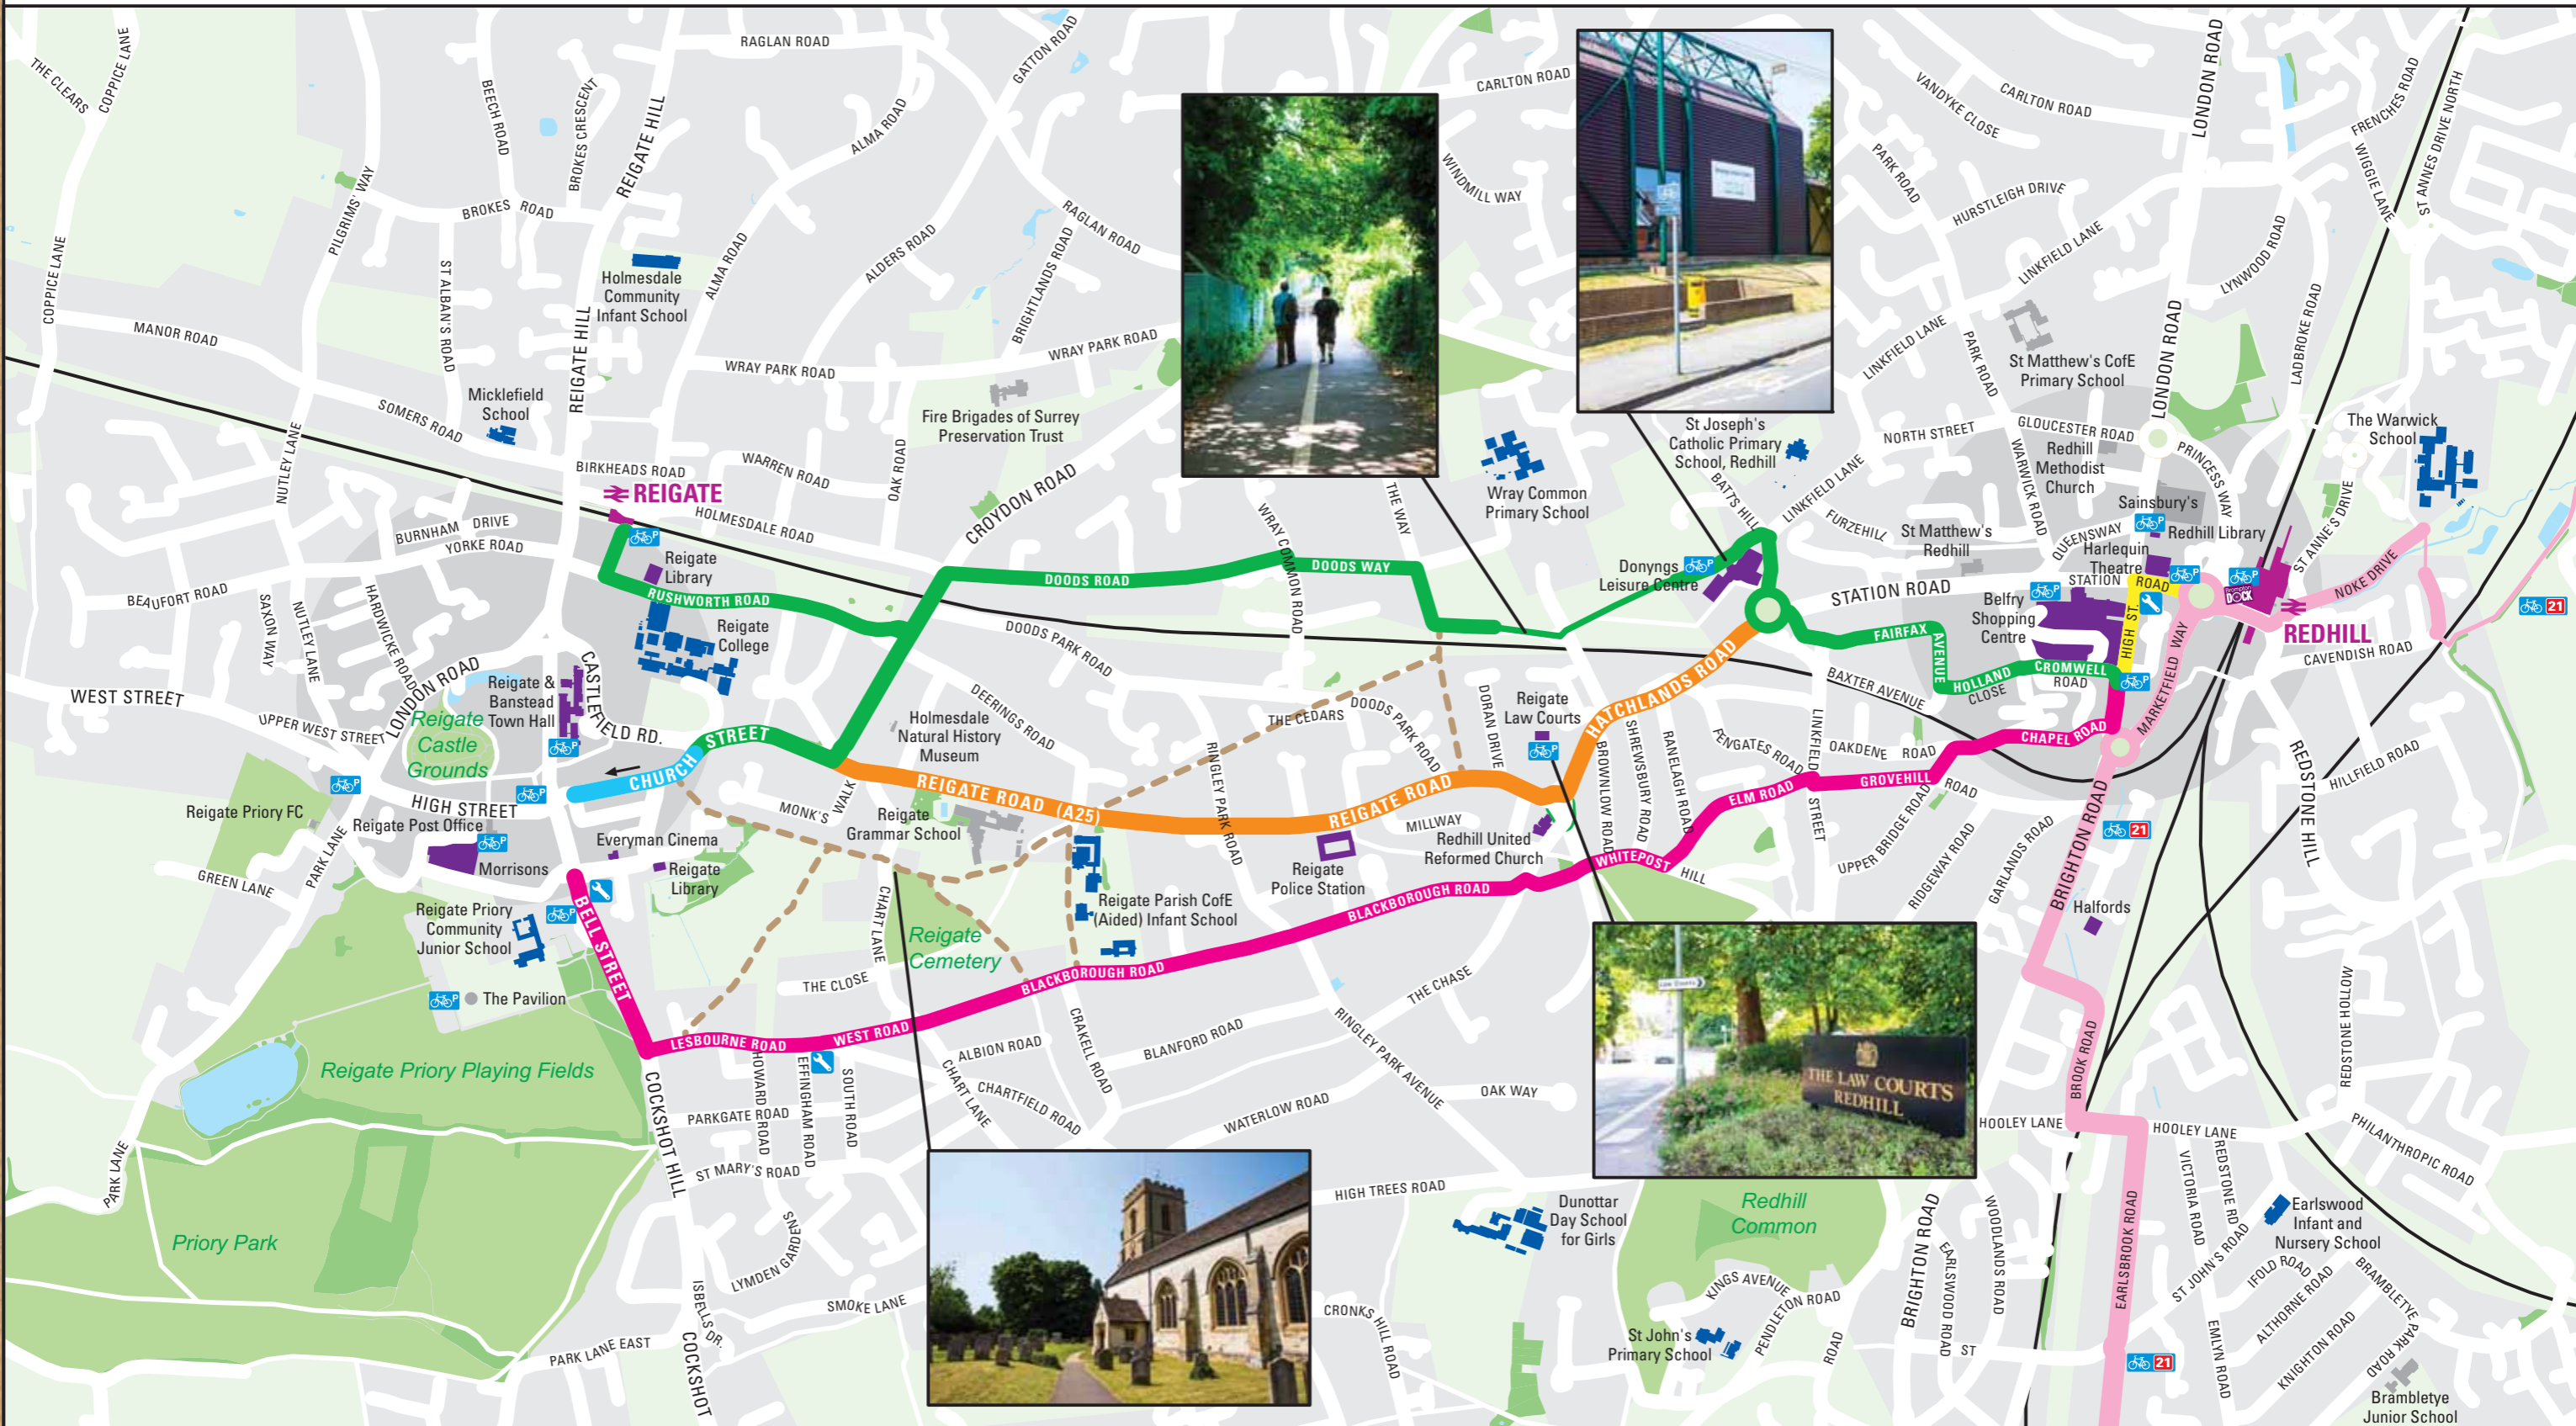 THE CLEARS
COPPICE LANE
COPPICE LANE
MANOR ROAD
PILGRIMS' WAY
BEECH ROAD
BROKES CRESCENT
BROKES ROAD
REIGATE HILL
REIGATE HILL
RAGLAN ROAD
GATTON ROAD
ALMA ROAD
ALMA ROAD
ALDERS ROAD
RAGLAN ROAD
BRIGHTLANDS ROAD
WRAY PARK ROAD
WRAY PARK ROAD
ST ALBAN'S ROAD
Holmesdale
Community
Infant School
Micklefield
School
SOMERS ROAD
NUTLEY LANE
BIRKHEADS ROAD
WARREN ROAD
OAK ROAD
Fire Brigades of Surrey
Preservation Trust
CROYDON ROAD
REIGATE
HOLMESDALE ROAD
BURNHAM DRIVE
YORKE ROAD
BEAUFORT ROAD
SAXON WAY
NUTLEY LANE
HARDWICKE ROAD
LONDON ROAD
WEST STREET
UPPER WEST STREET
Reigate
Library
RUSHWORTH ROAD
Reigate
College
CASTLEFIELD RD.
Reigate &
Banstead
Town Hall
Reigate
Castle
Grounds
CHURCH
STREET
HIGH STREET
Reigate Priory FC
Reigate Post Office
Morrisons
GREEN LANE
PARK LANE
Everyman Cinema
Reigate
Library
BELL STREET
Reigate Priory
Community
Junior School
The Pavilion
Reigate Priory Playing Fields
Priory Park
PARK LANE
LESBOURNE ROAD
WEST ROAD
HOWARD ROAD
EFFINGHAM ROAD
SOUTH ROAD
COCKSHOT HILL
PARKGATE ROAD
ST MARY'S ROAD
LYMDEN GARDENS
SMOKE LANE
ISBELLS DR.
COCKSHOT
PARK LANE EAST
DOODS ROAD
DOODS WAY
DOODS PARK ROAD
DEERINGS ROAD
Holmesdale
Natural History
Museum
MONK'S WALK
REIGATE ROAD (A25)
REIGATE ROAD
Reigate
Grammar School
CHART LANE
Reigate
Cemetery
THE CLOSE
Reigate Parish CofE
(Aided) Infant School
BLACKBOROUGH ROAD
BLACKBOROUGH ROAD
ALBION ROAD
CHART LANE
CHARTFIELD ROAD
CRAKELL ROAD
BLANFORD ROAD
THE CHASE
WATERLOW ROAD
RINGLEY PARK AVENUE
OAK WAY
HIGH TREES ROAD
CRONKS HILL ROAD
Dunottar
Day School
for Girls
CARLTON ROAD
WINDMILL WAY
THE WAY
WRAY COMMON ROAD
Wray Common
Primary School
St Joseph's
Catholic Primary
School, Redhill
BATTS HILL
LINKFIELD LANE
Donyngs
Leisure Centre
THE CEDARS
DOODS PARK ROAD
DORAN DRIVE
RINGLEY PARK ROAD
Reigate
Law Courts
HATCHLANDS ROAD
MILLWAY
Reigate
Police Station
Redhill United
Reformed Church
BROWNLOW ROAD
SHREWSBURY ROAD
RANELAGH ROAD
WHITEPOST
HILL
FENGATES ROAD
LINKFIELD
STREET
OAKDENE ROAD
ELM ROAD
GROVEHILL
ROAD
UPPER BRIDGE ROAD
RIDGEWAY ROAD
GARLANDS ROAD
CHAPEL ROAD
BAXTER AVENUE
FAIRFAX
AVENUE
HOLLAND
CLOSE
CROMWELL
ROAD
STATION ROAD
VANDYKE CLOSE
CARLTON ROAD
PARK ROAD
HURSTLEIGH DRIVE
LINKFIELD LANE
LINKFIELD LANE
PARK ROAD
St Matthew's CofE
Primary School
NORTH STREET
GLOUCESTER ROAD
WARWICK ROAD
Redhill
Methodist
Church
FURZEHILL
St Matthew's
Redhill
QUEENSWAY
Sainsbury's
Redhill Library
Harlequin
Theatre
STATION
ROAD
Belfry
Shopping
Centre
HIGH ST.
MARKETFIELD WAY
PRINCESS WAY
LONDON ROAD
LONDON ROAD
LYNWOOD ROAD
LADBROKE ROAD
FRENCHES ROAD
WIGGIE LANE
ST ANNES DRIVE NORTH
The Warwick
School
ST ANNE'S DRIVE
NOKE DRIVE
DOCK
REDHILL
CAVENDISH ROAD
21
REDSTONE HILL
HILLFIELD ROAD
21
BRIGHTON ROAD
Halfords
BROOK ROAD
REDSTONE HOLLOW
HOOLEY LANE
HOOLEY LANE
PHILANTHROPIC ROAD
VICTORIA ROAD
REDSTONE RD
Earlswood
Infant and
Nursery School
ST JOHN'S ROAD
IFOLD ROAD
ALTHORNE ROAD
BRAMBLETYE PARK ROAD
KNIGHTON ROAD
EMLYN ROAD
EARLSBROOK ROAD
21
Brambletye
Junior School
THE LAW COURTS
REDHILL
Redhill
Common
KINGS AVENUE
PENDLETON ROAD
ROAD
St John's
Primary School
BRIGHTON ROAD
EARLSWOOD ROAD
WOODLANDS ROAD
ST